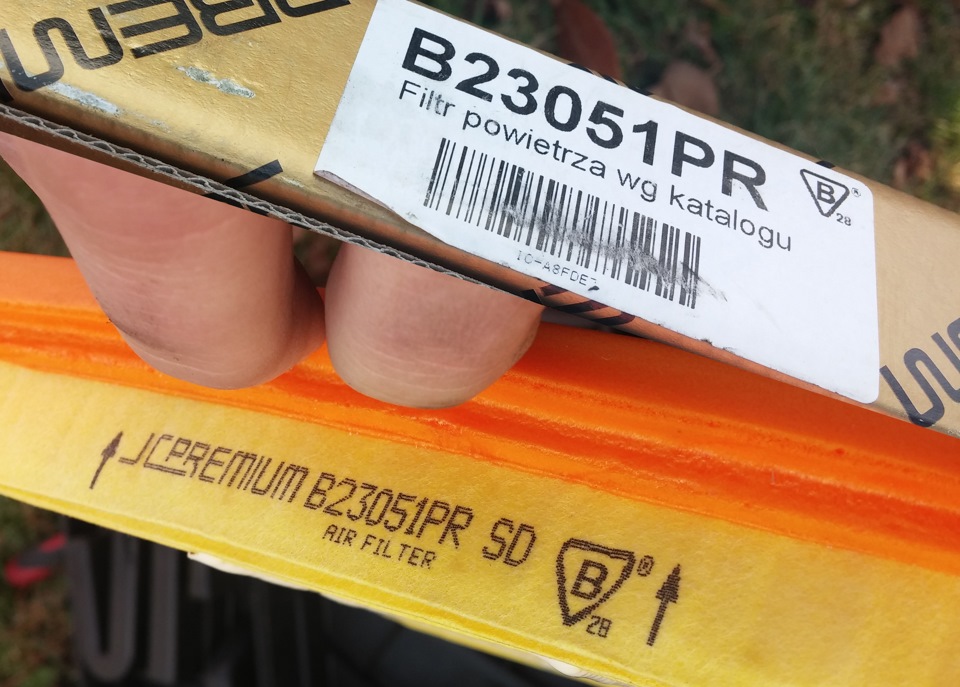 B23051PR
Filtr powietrza wg katalogu
B ®
28
JCPREMIUM B23051PR SD
AIR FILTER
B ®
28